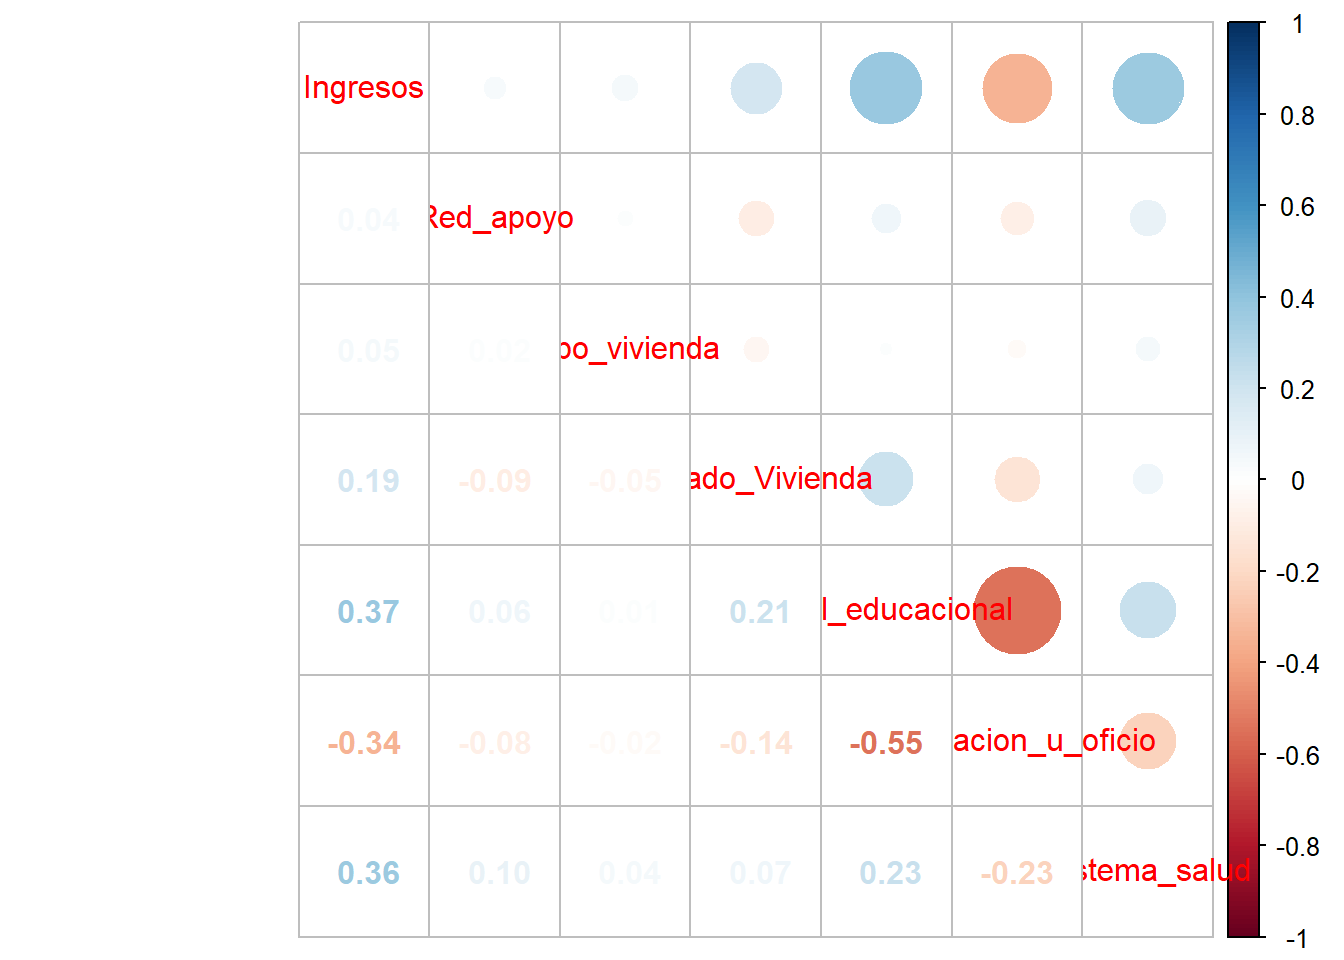 Ingresos
0.04 Red_apoyo
0.05 0.02 po_vivienda
0.19 -0.09 -0.05 ado_Vivienda
0.37 0.06 0.01 0.21 l_educacional
-0.34 -0.08 -0.02 -0.14 -0.55 acion_u_oficio
0.36 0.10 0.04 0.07 0.23 -0.23 stema_salud
1
0.8
0.6
0.4
0.2
0
-0.2
-0.4
-0.6
-0.8
-1